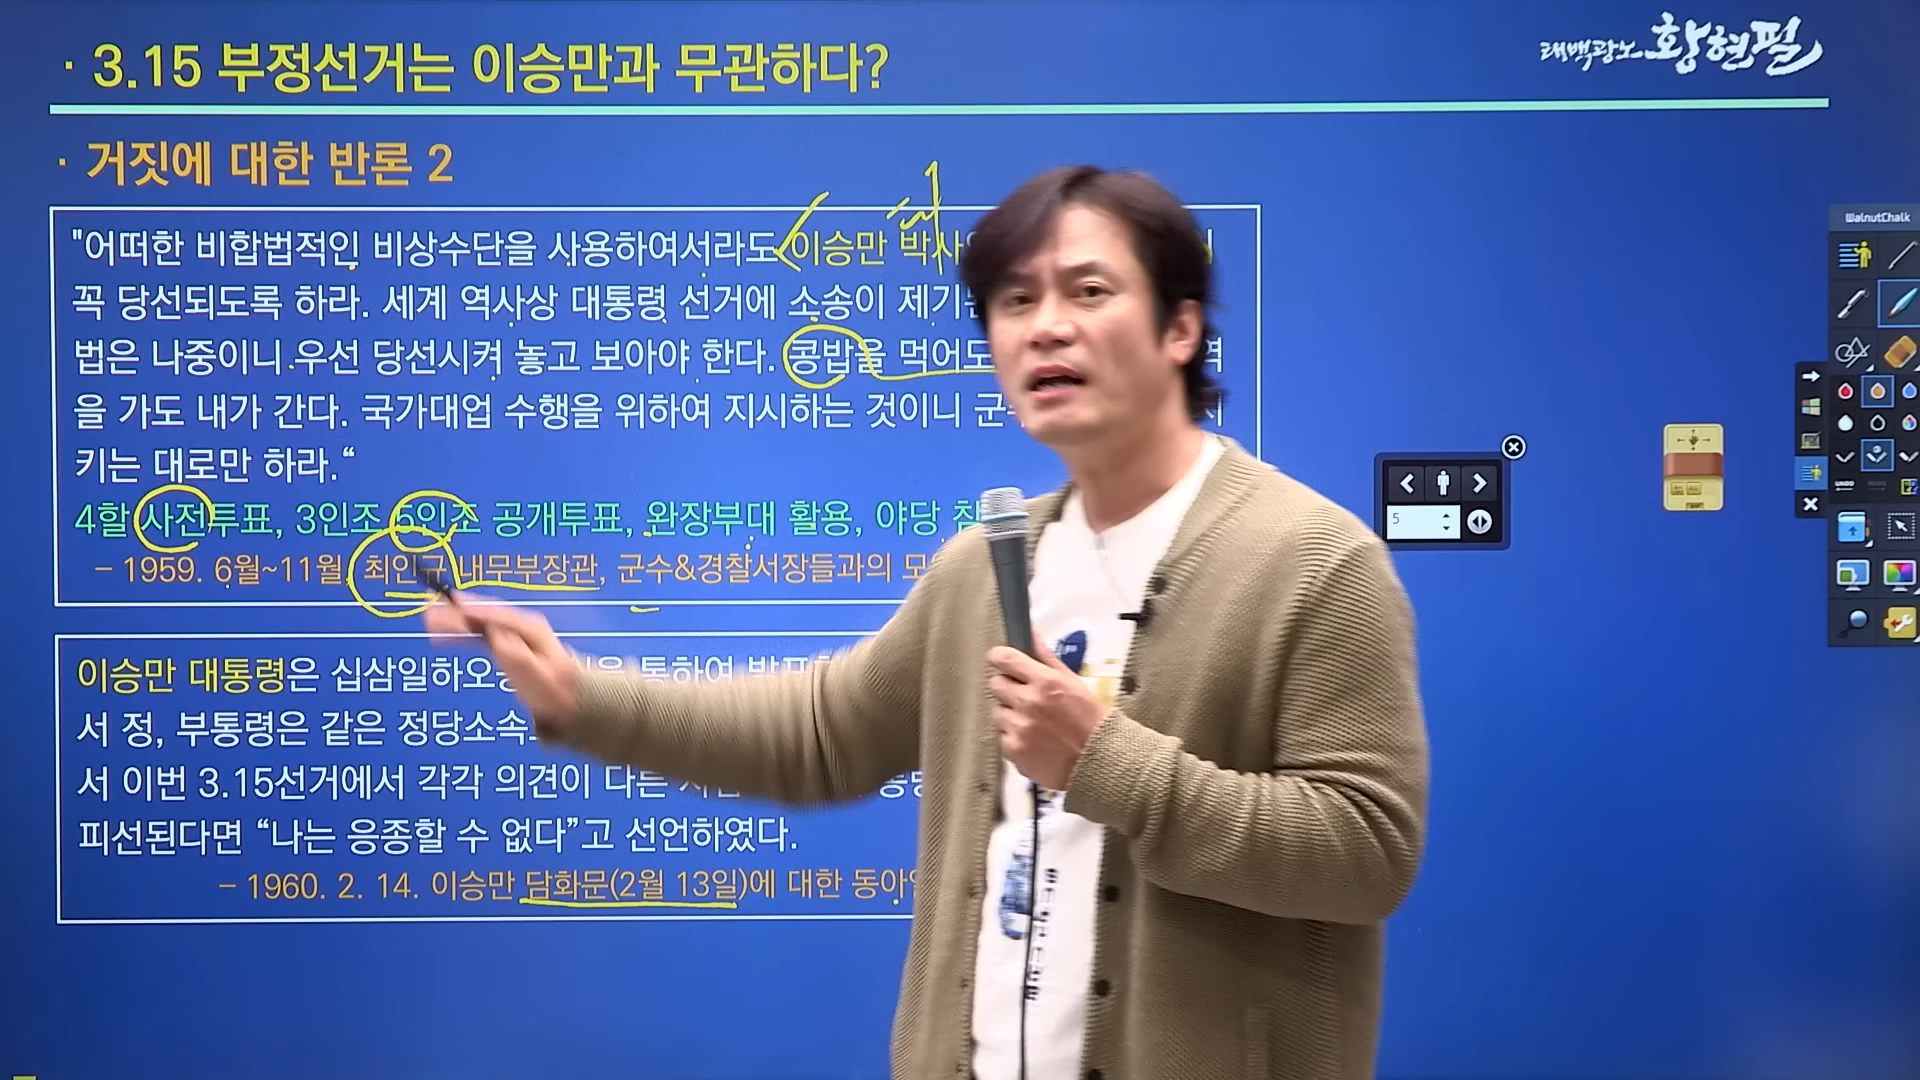 · 3.15 부정선거는 이승만과 무관하다?
태백광노 황현필
· 거짓에 대한 반론 2
"어떠한 비합법적인 비상수단을 사용하여서라도 이승만 박사
꼭 당선되도록 하라. 세계 역사상 대통령 선거에 소송이 제기
법은 나중이니 우선 당선시켜 놓고 보아야 한다. 콩밥을 먹어도
을 가도 내가 간다. 국가대업 수행을 위하여 지시하는 것이니 군
키는 대로만 하라."
4할 사전투표, 3인조 5인조 공개투표, 완장부대 활용, 야당 참
– 1959. 6월~11월, 최인규 내무부장관, 군수&경찰서장들과의
이승만 대통령은 십삼일하오 통하여
서 정, 부통령은 같은 정당소속
서 이번 3.15선거에서 각각 의견이 다른
피선된다면 “나는 응종할 수 없다”고 선언하였다.
– 1960. 2. 14. 이승만 담화문(2월 13일)에 대한 동아
WalnutChalk
UNDO
5